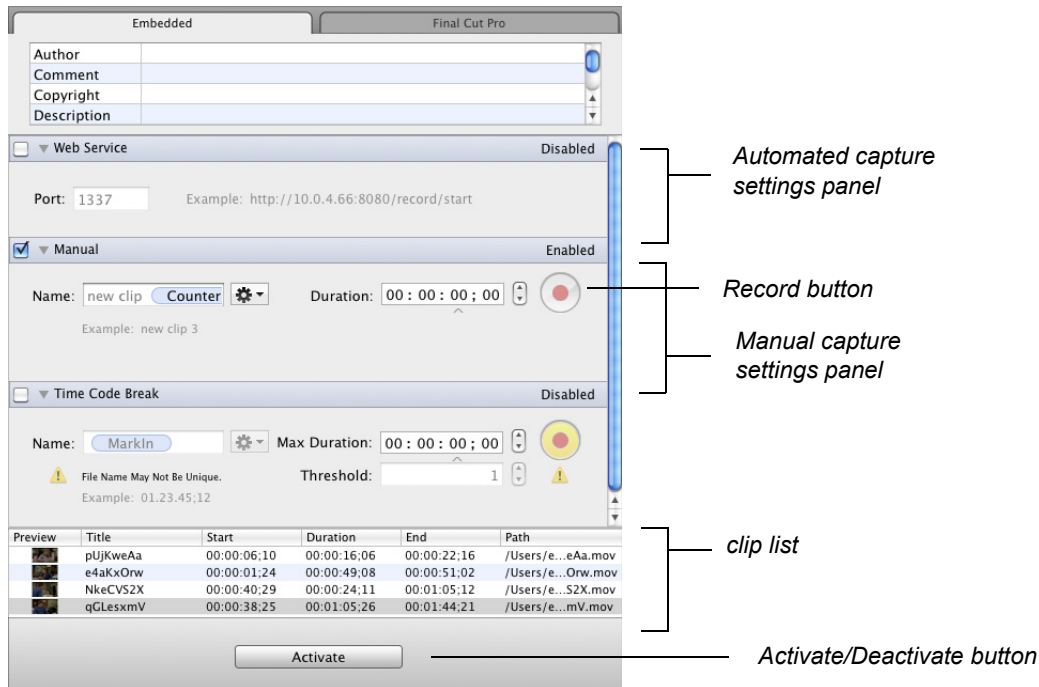 Embedded
Final Cut Pro
Author
Comment
Copyright
Description
Web Service
Disabled
Port: 1337
Example: http://10.0.4.66:8080/record/start
Automated capture
settings panel
Manual
Enabled
Name: new clip Counter
Duration: 00 : 00 : 00 ; 00
Example: new clip 3
Record button
Manual capture
settings panel
Time Code Break
Disabled
Name: MarkIn
Max Duration: 00 : 00 : 00 ; 00
File Name May Not Be Unique.
Threshold: 1
Example: 01.23.45;12
Preview Title Start Duration End Path
pUjKweAa 00:00:06;10 00:00:16;06 00:00:22;16 /Users/e...eAa.mov
e4aKxOrw 00:00:01;24 00:00:49;08 00:00:51;02 /Users/e...Orw.mov
NkeCVS2X 00:00:40;29 00:00:24;11 00:01:05;12 /Users/e...S2X.mov
qGLesxmV 00:00:38;25 00:01:05;26 00:01:44;21 /Users/e...mV.mov
clip list
Activate
Activate/Deactivate button